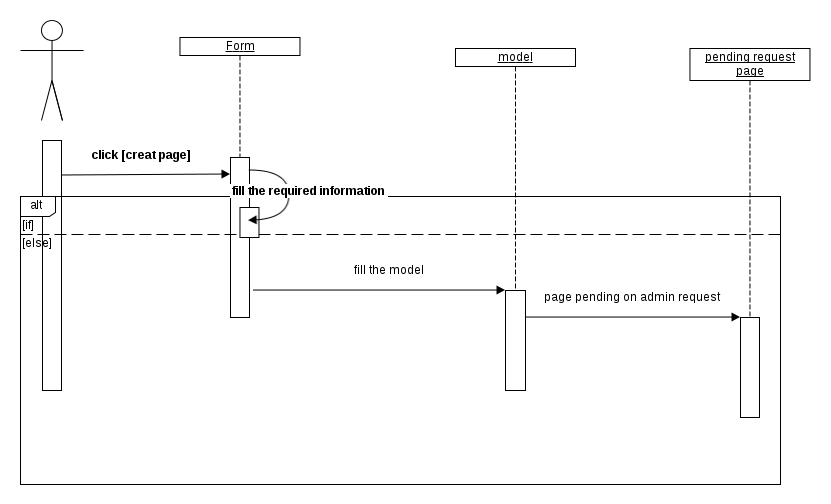 Form
model
pending request
page
click [creat page]
fill the required information
alt
[if]
[else]
fill the model
page pending on admin request